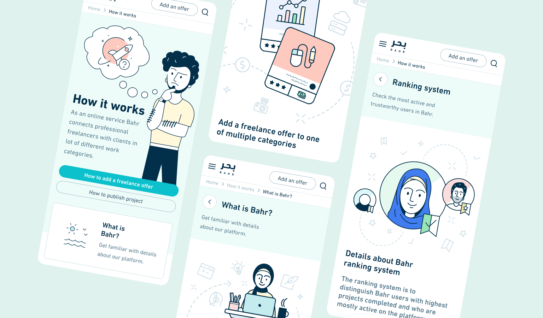 Add an offer
Home > How it works
How it works
As an online service Bahr
connects professional
freelancers with clients in
lot of different work
categories.
How to add a freelance offer
How to publish project
What is
Bahr?
Get familiar with details
about our platform.
Add a freelance offer to one
of multiple categories
بحر
Add an offer
Home > How it works > What is Bahr?
What is Bahr?
Get familiar with details
about our platform.
بحر
Add an offer
Home > How it works
Ranking system
Check the most active and
trustworthy users in Bahr.
Details about Bahr
ranking system
The ranking system is to
distinguish Bahr users with highest
projects completed and who are
mostly active on the platform